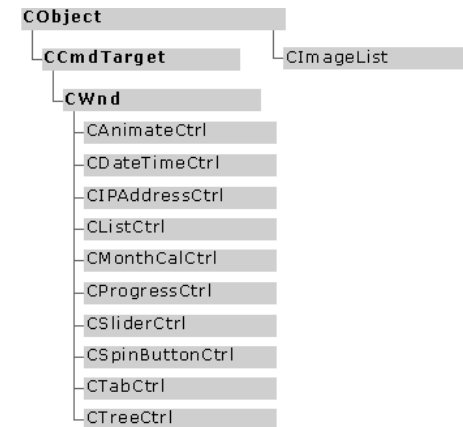 CObject
CCmdTarget
CImageList
CWnd
CAnimateCtrl
CDateTimeCtrl
CIPAddressCtrl
CListCtrl
CMonthCalCtrl
CProgressCtrl
CSliderCtrl
CSpinButtonCtrl
CTabCtrl
CTreeCtrl